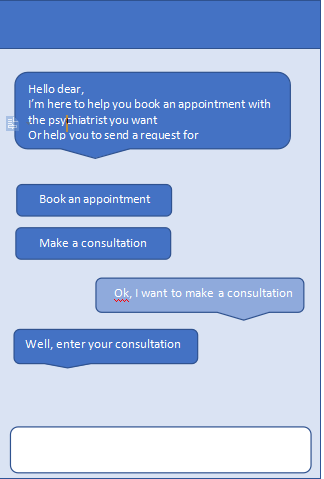 Hello dear,
I'm here to help you book an appointment with
the psychiatrist you want
Or help you to send a request for
Book an appointment
Make a consultation
Ok, I want to make a consultation
Well, enter your consultation